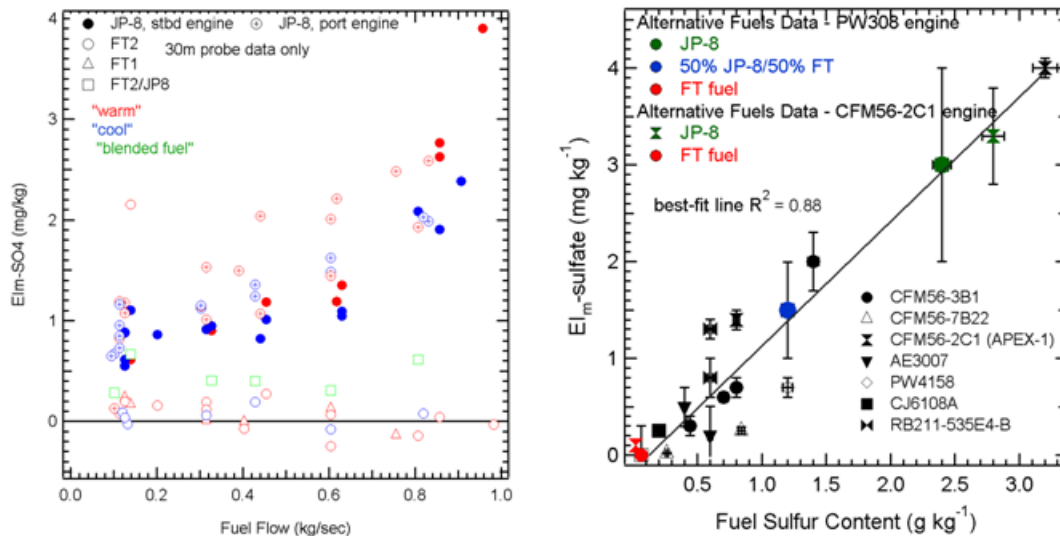 JP-8, stbd engine
JP-8, port engine
FT2
30m probe data only
FT1
FT2/JP8
"warm"
"cool"
"blended fuel"
EIm-SO4 (mg/kg)
4
3
2
1
0
0.0 0.2 0.4 0.6 0.8 1.0
Fuel Flow (kg/sec)
Alternative Fuels Data - PW308 engine
JP-8
50% JP-8/50% FT
FT fuel
Alternative Fuels Data - CFM56-2C1 engine
JP-8
FT fuel
best-fit line R² = 0.88
CFM56-3B1
CFM56-7B22
CFM56-2C1 (APEX-1)
AE3007
PW4158
CJ6108A
RB211-535E4-B
EIm-sulfate (mg kg⁻¹)
4
3
2
1
0
0.5 1.0 1.5 2.0 2.5 3.0
Fuel Sulfur Content (g kg⁻¹)